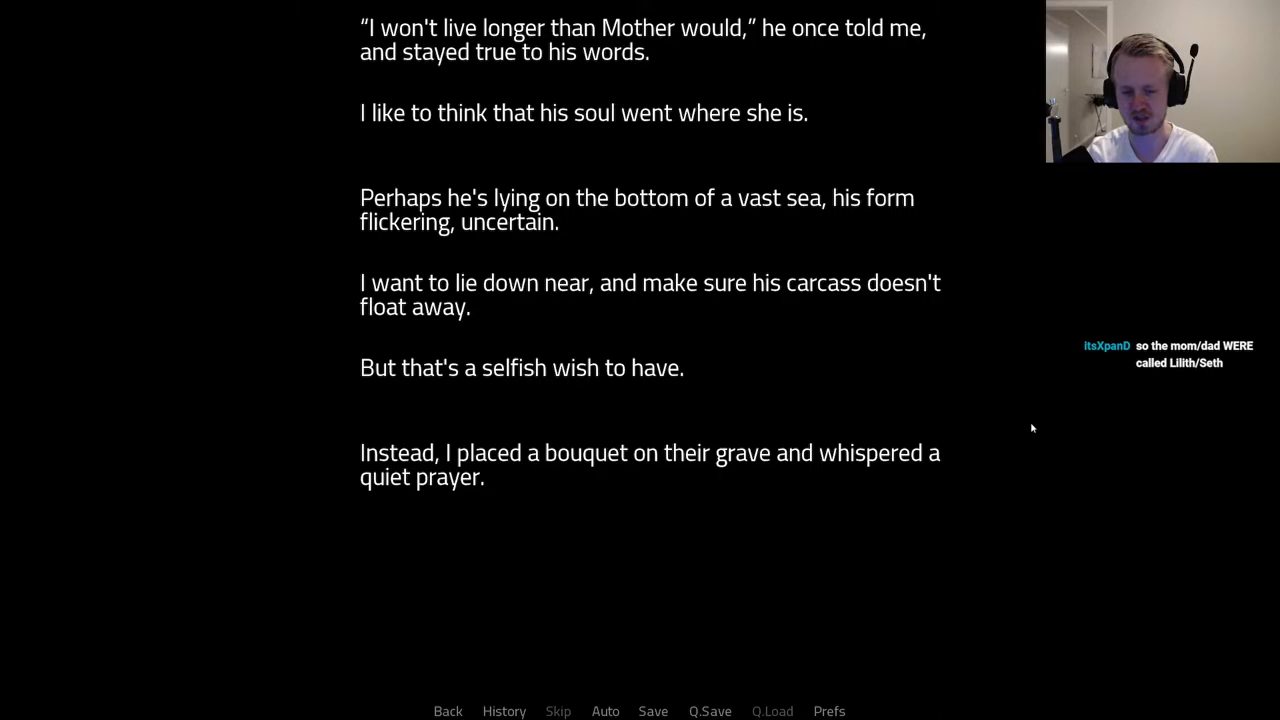 “I won't live longer than Mother would,” he once told me,
and stayed true to his words.
I like to think that his soul went where she is.
Perhaps he's lying on the bottom of a vast sea, his form
flickering, uncertain.
I want to lie down near, and make sure his carcass doesn't
float away.
But that's a selfish wish to have.
Instead, I placed a bouquet on their grave and whispered a
quiet prayer.
itsXpanD so the mom/dad WERE
called Lilith/Seth
Back History Skip Auto Save Q.Save Q.Load Prefs